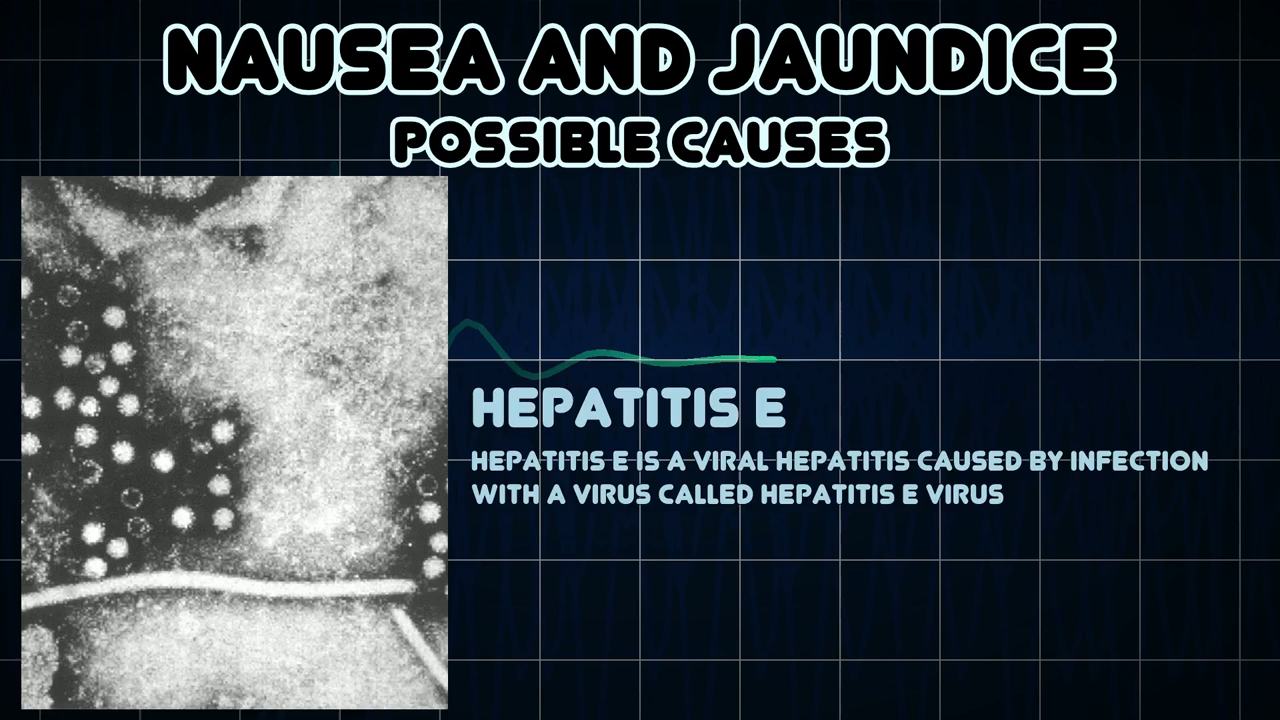 NAUSEA AND JAUNDICE
POSSIBLE CAUSES
HEPATITIS E
HEPATITIS E IS A VIRAL HEPATITIS CAUSED BY INFECTION
WITH A VIRUS CALLED HEPATITIS E VIRUS